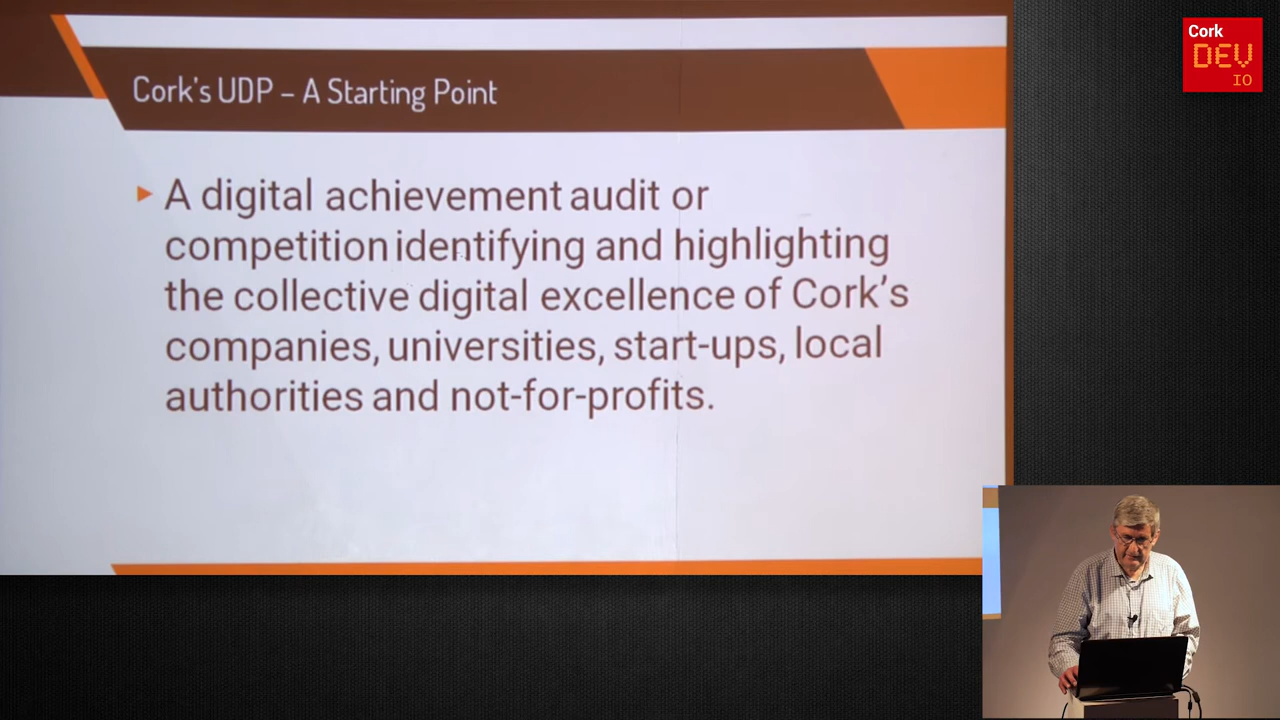 Cork's UDP – A Starting Point
A digital achievement audit or
competition identifying and highlighting
the collective digital excellence of Cork's
companies, universities, start-ups, local
authorities and not-for-profits.
Cork
DEV
IO